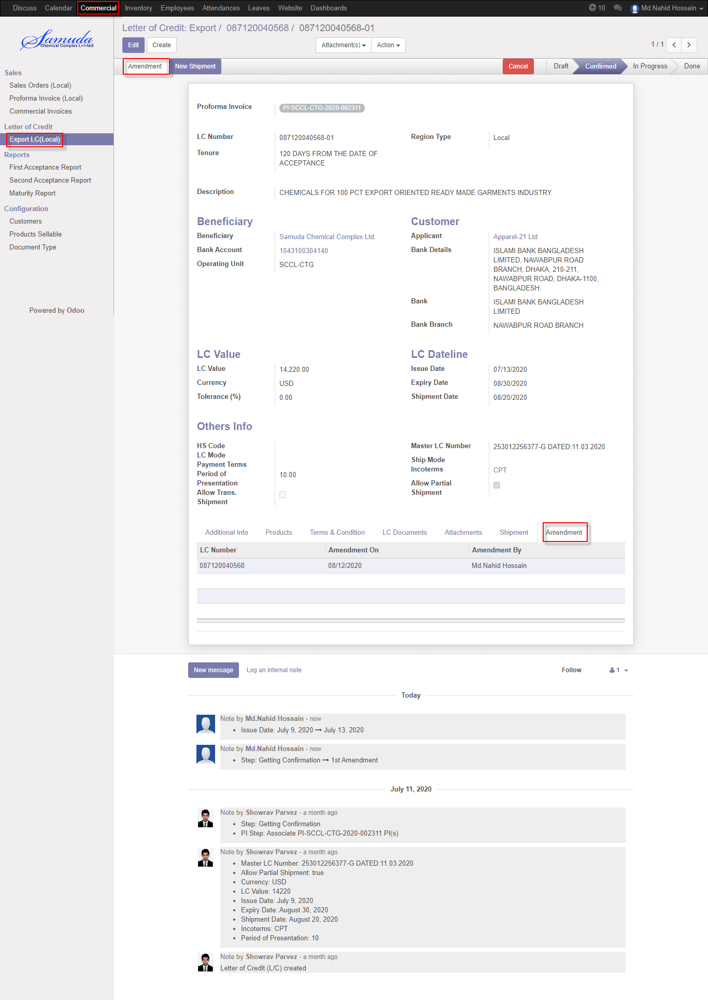 Discuss Calendar Commercial Inventory Employees Attendances Leaves Website Dashboards @ 10 Md.Nahid Hossain
Samuda
Chemical Complex Limited
Sales
Sales Orders (Local)
Proforma Invoice (Local)
Commercial Invoices
Letter of Credit
Export LC(Local)
Reports
First Acceptance Report
Second Acceptance Report
Maturity Report
Configuration
Customers
Products Sellable
Document Type
Powered by Odoo
Letter of Credit: Export / 087120040568 / 087120040568-01
Edit Create Attachment(s) Action 1 / 1
Amendment New Shipment Cancel Draft Confirmed In Progress Done
Proforma Invoice PI-SCCL-CTG-2020-002311
LC Number 087120040568-01 Region Type Local
Tenure 120 DAYS FROM THE DATE OF
ACCEPTANCE
Description CHEMICALS FOR 100 PCT EXPORT ORIENTED READY MADE GARMENTS INDUSTRY.
Beneficiary
Beneficiary Samuda Chemical Complex Ltd.
Bank Account 1043100304140
Operating Unit SCCL-CTG
Customer
Applicant Apparel-21 Ltd
Bank Details ISLAMI BANK BANGLADESH
LIMITED, NAWABPUR ROAD
BRANCH, DHAKA, 210-211,
NAWABPUR ROAD, DHAKA-1100,
BANGLADESH.
Bank ISLAMI BANK BANGLADESH
LIMITED
Bank Branch NAWABPUR ROAD BRANCH
LC Value
LC Value 14,220.00
Currency USD
Tolerance (%) 0.00
LC Dateline
Issue Date 07/13/2020
Expiry Date 08/30/2020
Shipment Date 08/20/2020
Others Info
HS Code
LC Mode
Payment Terms
Period of
Presentation 10.00
Allow Trans.
Shipment
Master LC Number 253012256377-G DATED:11.03.2020
Ship Mode
Incoterms CPT
Allow Partial
Shipment
Additional Info Products Terms & Condition LC Documents Attachments Shipment Amendment
LC Number Amendment On Amendment By
087120040568 08/12/2020 Md.Nahid Hossain
New message Log an internal note Follow 1
Today
Note by Md.Nahid Hossain - now
• Issue Date: July 9, 2020 → July 13, 2020
Note by Md.Nahid Hossain - now
• Step: Getting Confirmation → 1st Amendment
July 11, 2020
Note by Showrav Parvez - a month ago
• Step: Getting Confirmation
• PI Step: Associate PI-SCCL-CTG-2020-002311 PI(s)
Note by Showrav Parvez - a month ago
• Master LC Number: 253012256377-G DATED:11.03.2020
• Allow Partial Shipment: true
• Currency: USD
• LC Value: 14220
• Issue Date: July 9, 2020
• Expiry Date: August 30, 2020
• Shipment Date: August 20, 2020
• Incoterms: CPT
• Period of Presentation: 10
Note by Showrav Parvez - a month ago
Letter of Credit (L/C) created